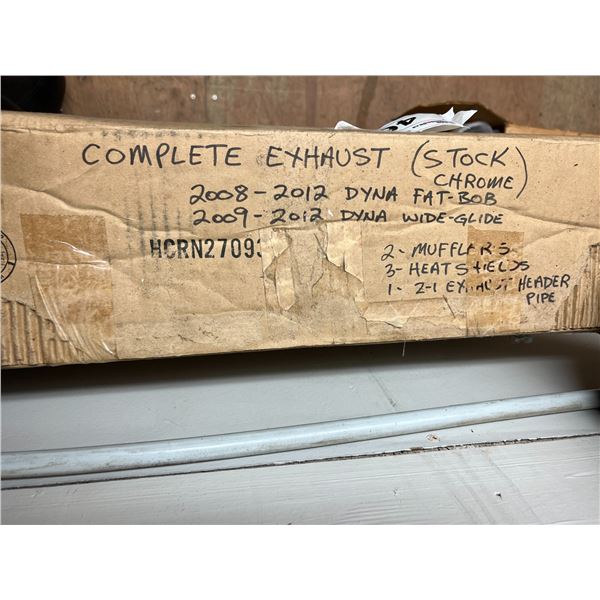 COMPLETE EXHAUST (STOCK CHROME)
2008-2012 DYNA FAT-BOB
2009-2012 DYNA WIDE-GLIDE
HCRN27093
2- MUFFLERS
3- HEAT SHIELDS
1- 2-1 EXHAUST HEADER
PIPE